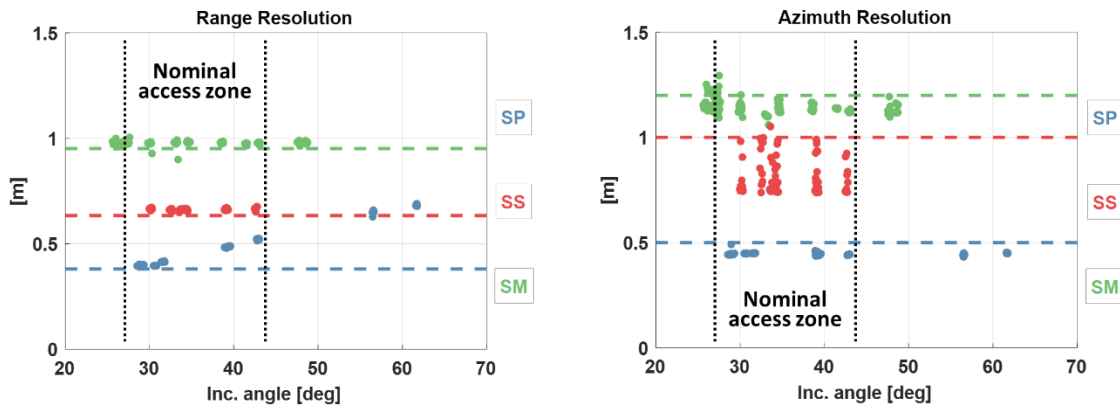 Range Resolution
1.5
1
0.5
0
[m]
Nominal
access zone
20 30 40 50 60 70
Inc. angle [deg]
SP
SS
SM
Azimuth Resolution
1.5
1
0.5
0
[m]
Nominal
access zone
20 30 40 50 60 70
Inc. angle [deg]
SP
SS
SM